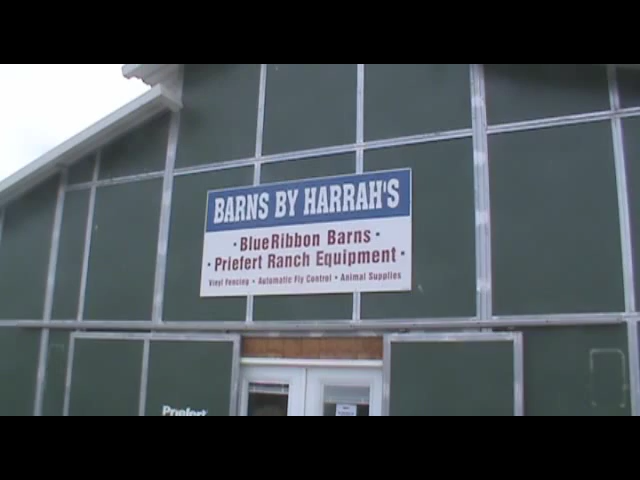 BARNS BY HARRAH'S
• BlueRibbon Barns •
• Priefert Ranch Equipment •
Vinyl Fencing • Automatic Fly Control • Animal Supplies
Priefert